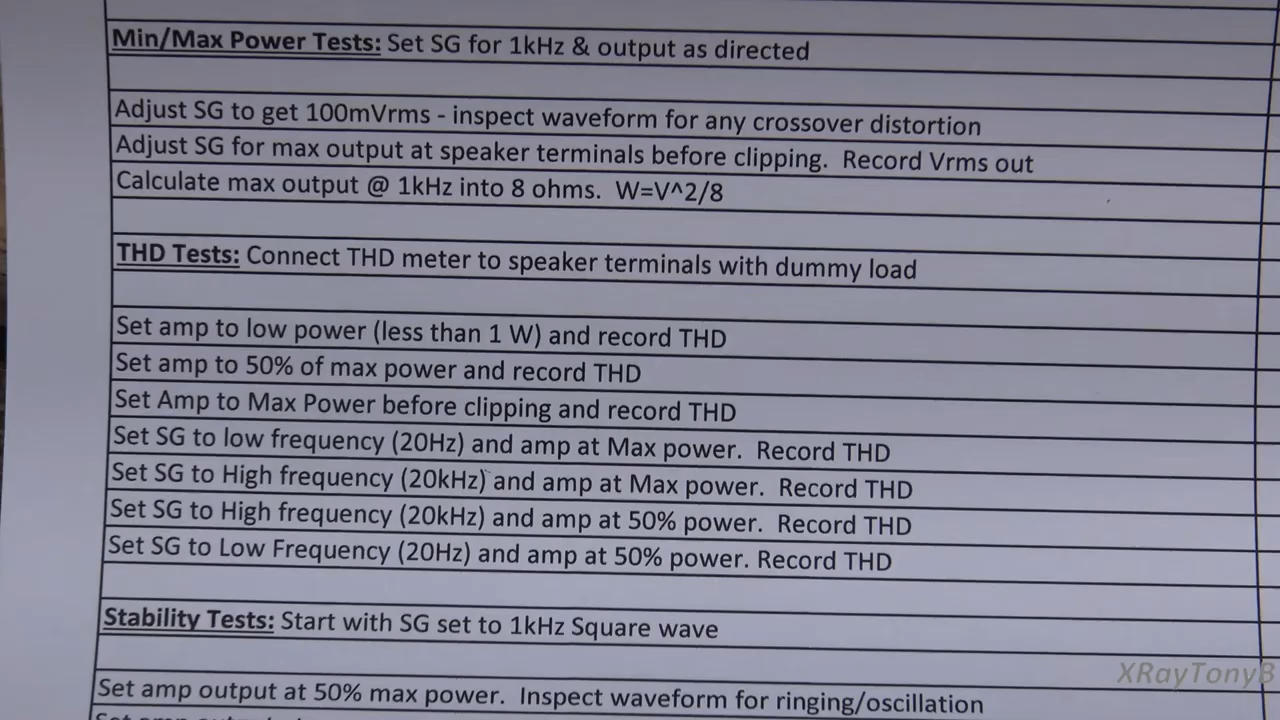 Min/Max Power Tests: Set SG for 1kHz & output as directed
Adjust SG to get 100mVrms - inspect waveform for any crossover distortion
Adjust SG for max output at speaker terminals before clipping.  Record Vrms out
Calculate max output @ 1kHz into 8 ohms.  W=V^2/8
THD Tests: Connect THD meter to speaker terminals with dummy load
Set amp to low power (less than 1 W) and record THD
Set amp to 50% of max power and record THD
Set Amp to Max Power before clipping and record THD
Set SG to low frequency (20Hz) and amp at Max power.  Record THD
Set SG to High frequency (20kHz) and amp at Max power.  Record THD
Set SG to High frequency (20kHz) and amp at 50% power.  Record THD
Set SG to Low Frequency (20Hz) and amp at 50% power. Record THD
Stability Tests: Start with SG set to 1kHz Square wave
XRayTonyB
Set amp output at 50% max power.  Inspect waveform for ringing/oscillation